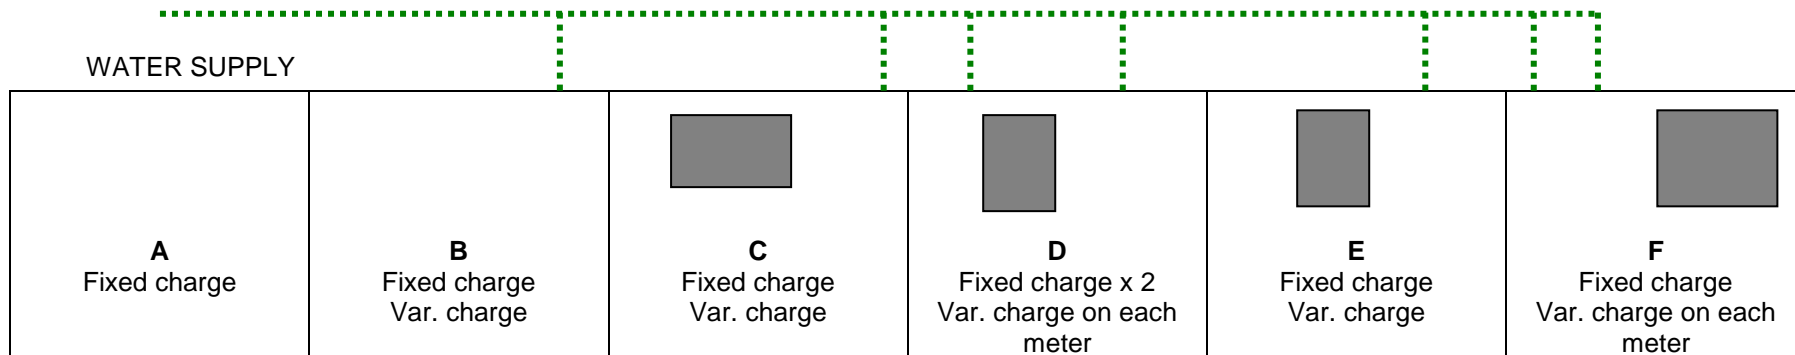 WATER SUPPLY
A
Fixed charge
B
Fixed charge
Var. charge
C
Fixed charge
Var. charge
D
Fixed charge x 2
Var. charge on each
meter
E
Fixed charge
Var. charge
F
Fixed charge
Var. charge on each
meter